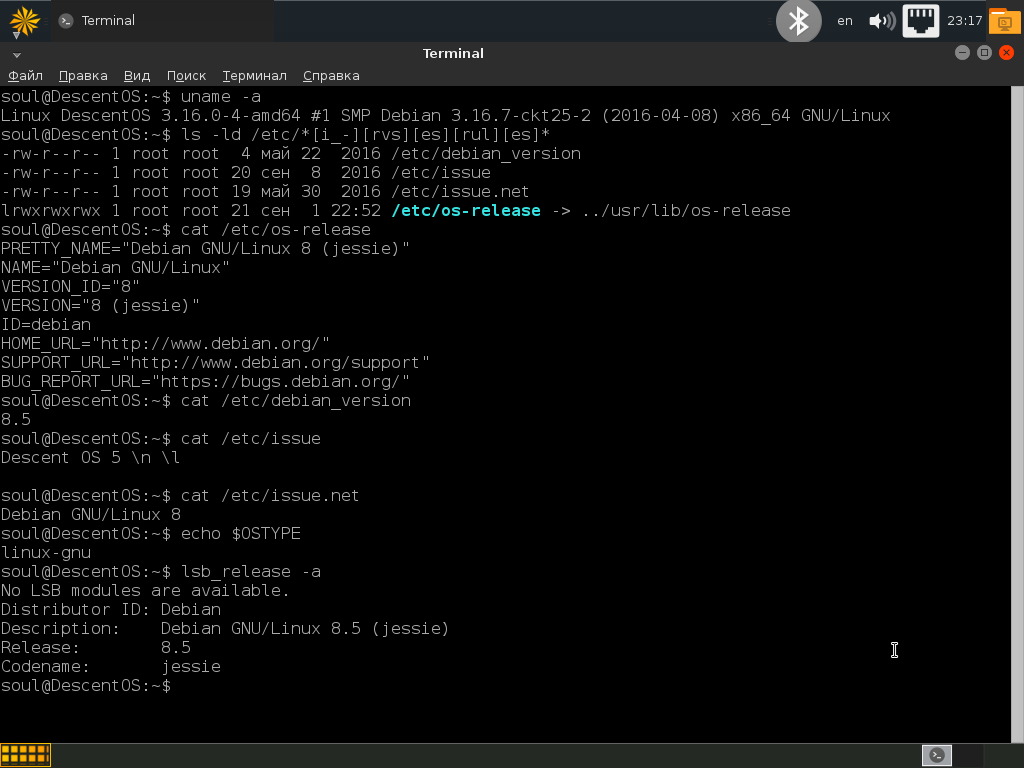 Terminal
en
23:17
Terminal
Файл Правка Вид Поиск Терминал Справка
soul@DescentOS:~$ uname -a
Linux DescentOS 3.16.0-4-amd64 #1 SMP Debian 3.16.7-ckt25-2 (2016-04-08) x86_64 GNU/Linux
soul@DescentOS:~$ ls -ld /etc/*[i_-][rvs][es][rul][es]*
-rw-r--r-- 1 root root  4 май 22  2016 /etc/debian_version
-rw-r--r-- 1 root root 20 сен  8  2016 /etc/issue
-rw-r--r-- 1 root root 19 май 30  2016 /etc/issue.net
lrwxrwxrwx 1 root root 21 сен  1 22:52 /etc/os-release -> ../usr/lib/os-release
soul@DescentOS:~$ cat /etc/os-release
PRETTY_NAME="Debian GNU/Linux 8 (jessie)"
NAME="Debian GNU/Linux"
VERSION_ID="8"
VERSION="8 (jessie)"
ID=debian
HOME_URL="http://www.debian.org/"
SUPPORT_URL="http://www.debian.org/support"
BUG_REPORT_URL="https://bugs.debian.org/"
soul@DescentOS:~$ cat /etc/debian_version
8.5
soul@DescentOS:~$ cat /etc/issue
Descent OS 5 \n \l

soul@DescentOS:~$ cat /etc/issue.net
Debian GNU/Linux 8
soul@DescentOS:~$ echo $OSTYPE
linux-gnu
soul@DescentOS:~$ lsb_release -a
No LSB modules are available.
Distributor ID: Debian
Description:    Debian GNU/Linux 8.5 (jessie)
Release:        8.5
Codename:       jessie
soul@DescentOS:~$